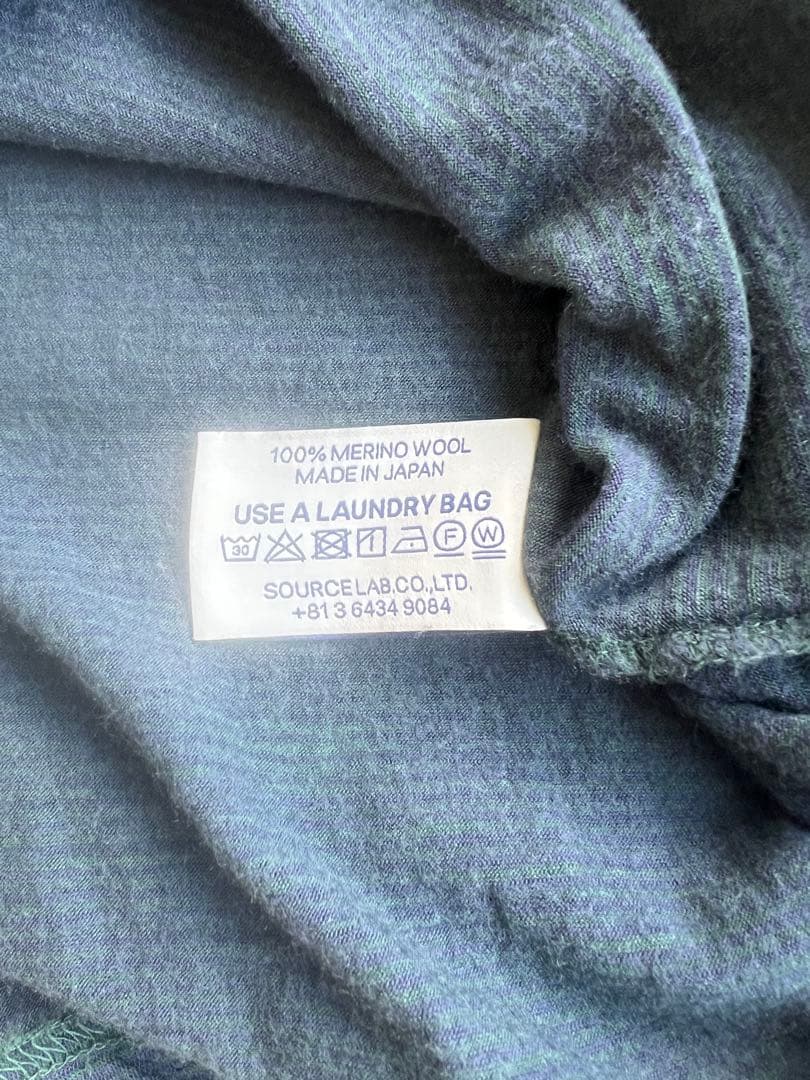 100% MERINO WOOL
MADE IN JAPAN
USE A LAUNDRY BAG
30 F W
SOURCELAB.CO.,LTD.
+81 3 6434 9084